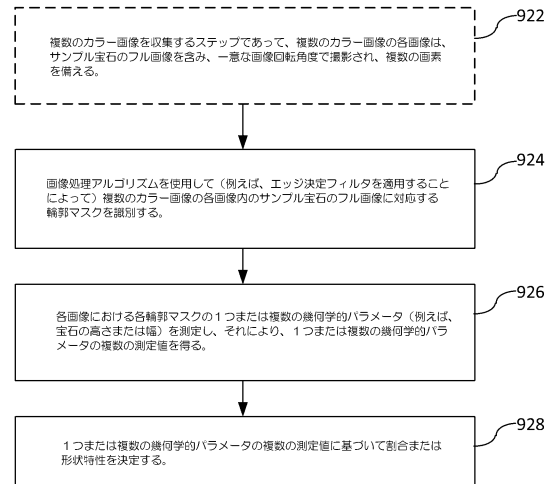 922
複数のカラー画像を収集するステップであって、複数のカラー画像の各画像は、
サンプル宝石のフル画像を含み、一意な画像回転角度で撮影され、複数の画素
を備える。
924
画像処理アルゴリズムを使用して（例えば、エッジ決定フィルタを適用すること
によって）複数のカラー画像の各画像内のサンプル宝石のフル画像に対応する
輪郭マスクを識別する。
926
各画像における各輪郭マスクの１つまたは複数の幾何学的パラメータ（例えば、
宝石の高さまたは幅）を測定し、それにより、１つまたは複数の幾何学的パラ
メータの複数の測定値を得る。
928
１つまたは複数の幾何学的パラメータの複数の測定値に基づいて割合または
形状特性を決定する。